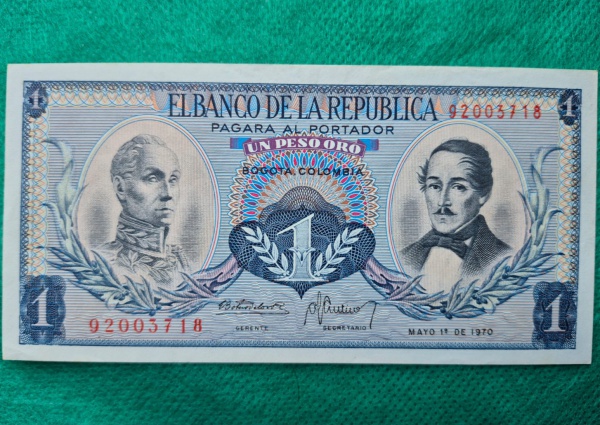 1 EL BANCO DE LA REPUBLICA 92003718 1
PAGARA AL PORTADOR
UN PESO ORO
BOGOTA, COLOMBIA
1
1 92003718 GERENTE SECRETARIO MAYO 1º DE 1970 1